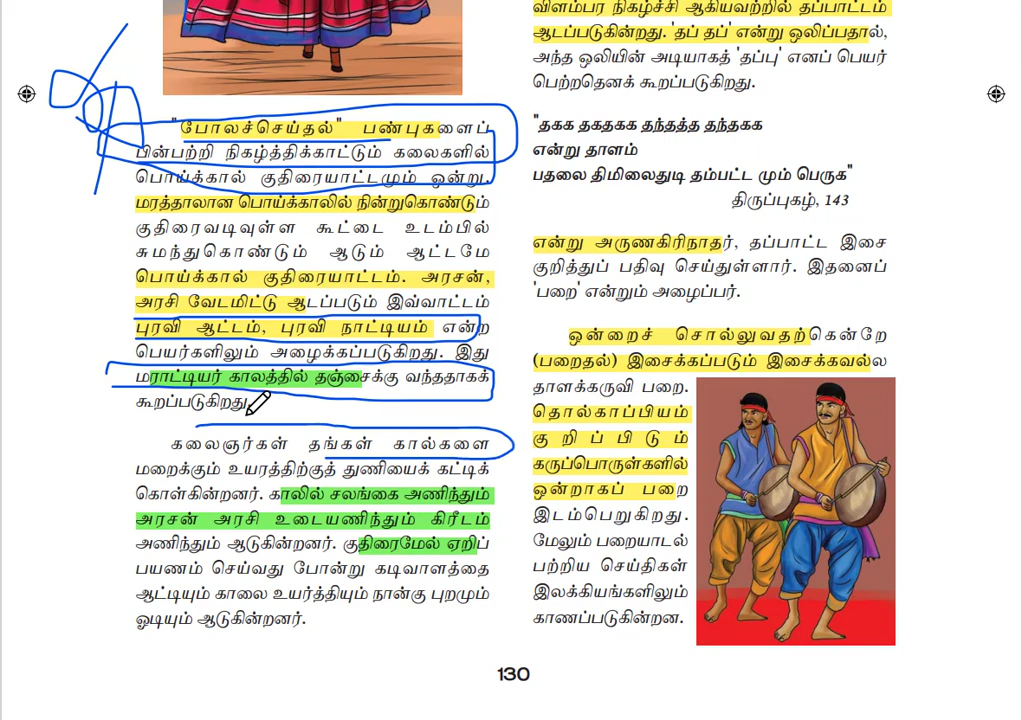 "போலச்செய்தல்" பண்புகளைப்
பின்பற்றி நிகழ்த்திக்காட்டும் கலைகளில்
பொய்க்கால் குதிரையாட்டமும் ஒன்று.
மரத்தாலான பொய்க்காலில் நின்றுகொண்டும்
குதிரைவடிவுள்ள கூட்டை உடம்பில்
சுமந்துகொண்டும் ஆடும் ஆட்டமே
பொய்க்கால் குதிரையாட்டம். அரசன்,
அரசி வேடமிட்டு ஆடப்படும் இவ்வாட்டம்
புரவி ஆட்டம், புரவி நாட்டியம் என்ற
பெயர்களிலும் அழைக்கப்படுகிறது. இது
மராட்டியர் காலத்தில் தஞ்சைக்கு வந்ததாகக்
கூறப்படுகிறது.
கலைஞர்கள் தங்கள் கால்களை
மறைக்கும் உயரத்திற்குத் துணியைக் கட்டிக்
கொள்கின்றனர். காலில் சலங்கை அணிந்தும்
அரசன் அரசி உடையணிந்தும் கிரீடம்
அணிந்தும் ஆடுகின்றனர். குதிரைமேல் ஏறிப்
பயணம் செய்வது போன்று கடிவாளத்தை
ஆட்டியும் காலை உயர்த்தியும் நான்கு புறமும்
ஓடியும் ஆடுகின்றனர்.
விளம்பர நிகழ்ச்சி ஆகியவற்றில் தப்பாட்டம்
ஆடப்படுகின்றது. 'தப் தப்' என்று ஒலிப்பதால்,
அந்த ஒலியின் அடியாகத் 'தப்பு' எனப் பெயர்
பெற்றதெனக் கூறப்படுகிறது.
"தகக தகதகக தந்தத்த தந்தகக
என்று தாளம்
பதலை திமிலைதுடி தம்பட்ட மும் பெருக"
திருப்புகழ், 143
என்று அருணகிரிநாதர், தப்பாட்ட இசை
குறித்துப் பதிவு செய்துள்ளார். இதனைப்
'பறை' என்றும் அழைப்பர்.
ஒன்றைச் சொல்லுவதற்கென்றே
(பறைதல்) இசைக்கப்படும் இசைக்கவல்ல
தாளக்கருவி பறை.
தொல்காப்பியம்
குறிப்பிடும்
கருப்பொருள்களில்
ஒன்றாகப் பறை
இடம்பெறுகிறது.
மேலும் பறையாடல்
பற்றிய செய்திகள்
இலக்கியங்களிலும்
காணப்படுகின்றன.
130